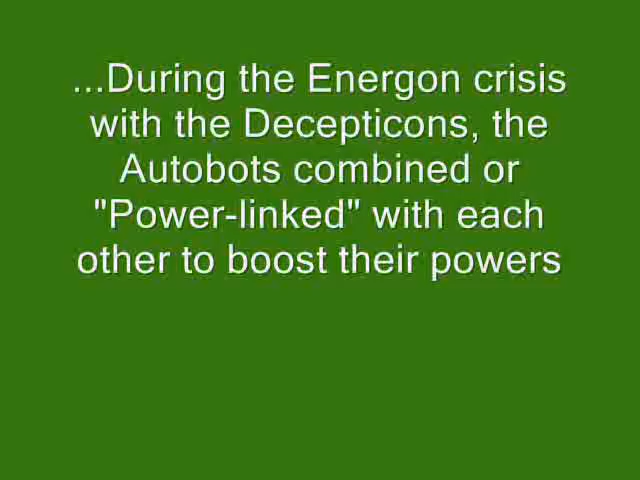 ...During the Energon crisis
with the Decepticons, the
Autobots combined or
"Power-linked" with each
other to boost their powers